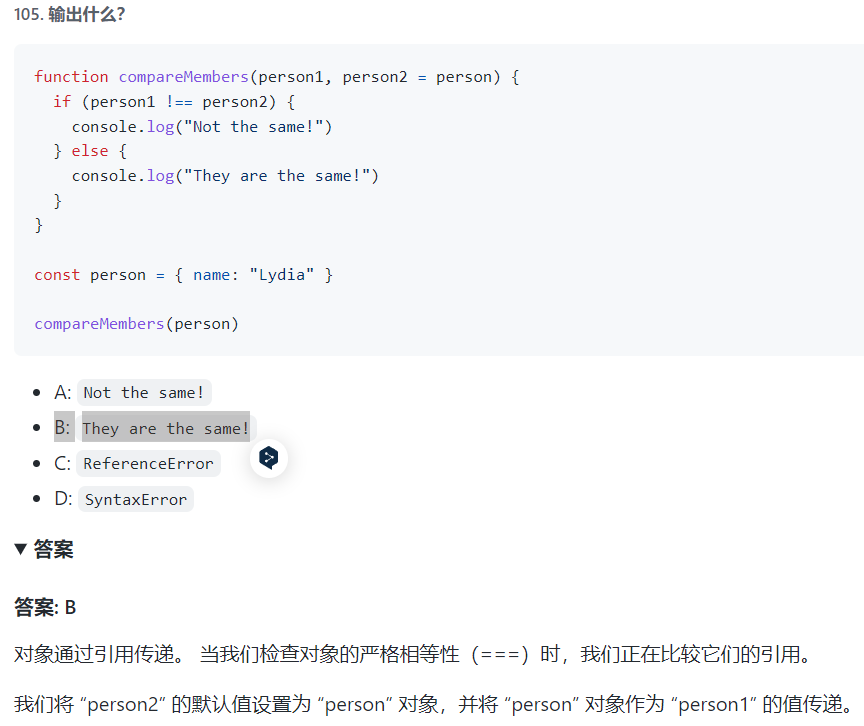 105. 输出什么?
function compareMembers(person1, person2 = person) {
  if (person1 !== person2) {
    console.log("Not the same!")
  } else {
    console.log("They are the same!")
  }
}
const person = { name: "Lydia" }
compareMembers(person)
A: Not the same!
B: They are the same!
C: ReferenceError
D: SyntaxError
▼ 答案
答案: B
对象通过引用传递。 当我们检查对象的严格相等性（===）时，我们正在比较它们的引用。
我们将 “person2” 的默认值设置为 “person” 对象，并将 “person” 对象作为 “person1” 的值传递。